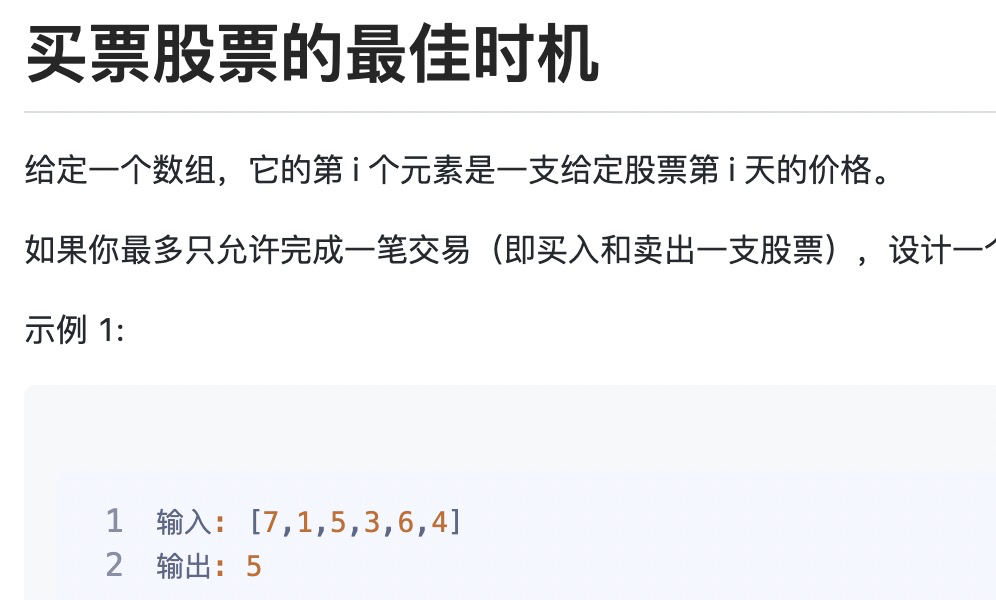 买票股票的最佳时机
给定一个数组，它的第 i 个元素是一支给定股票第 i 天的价格。
如果你最多只允许完成一笔交易（即买入和卖出一支股票），设计一
示例 1:
1 输入: [7,1,5,3,6,4]
2 输出: 5